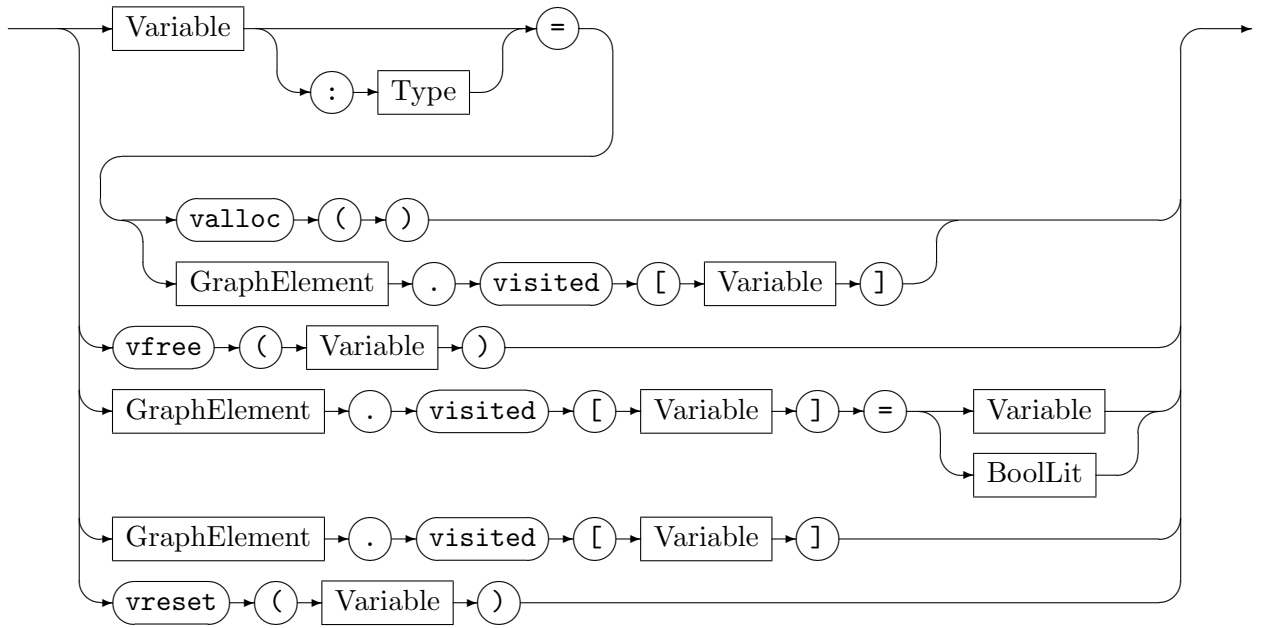 Variable =
: Type
valloc ( )
GraphElement . visited [ Variable ]
vfree ( Variable )
GraphElement . visited [ Variable ] = Variable
BoolLit
GraphElement . visited [ Variable ]
vreset ( Variable )